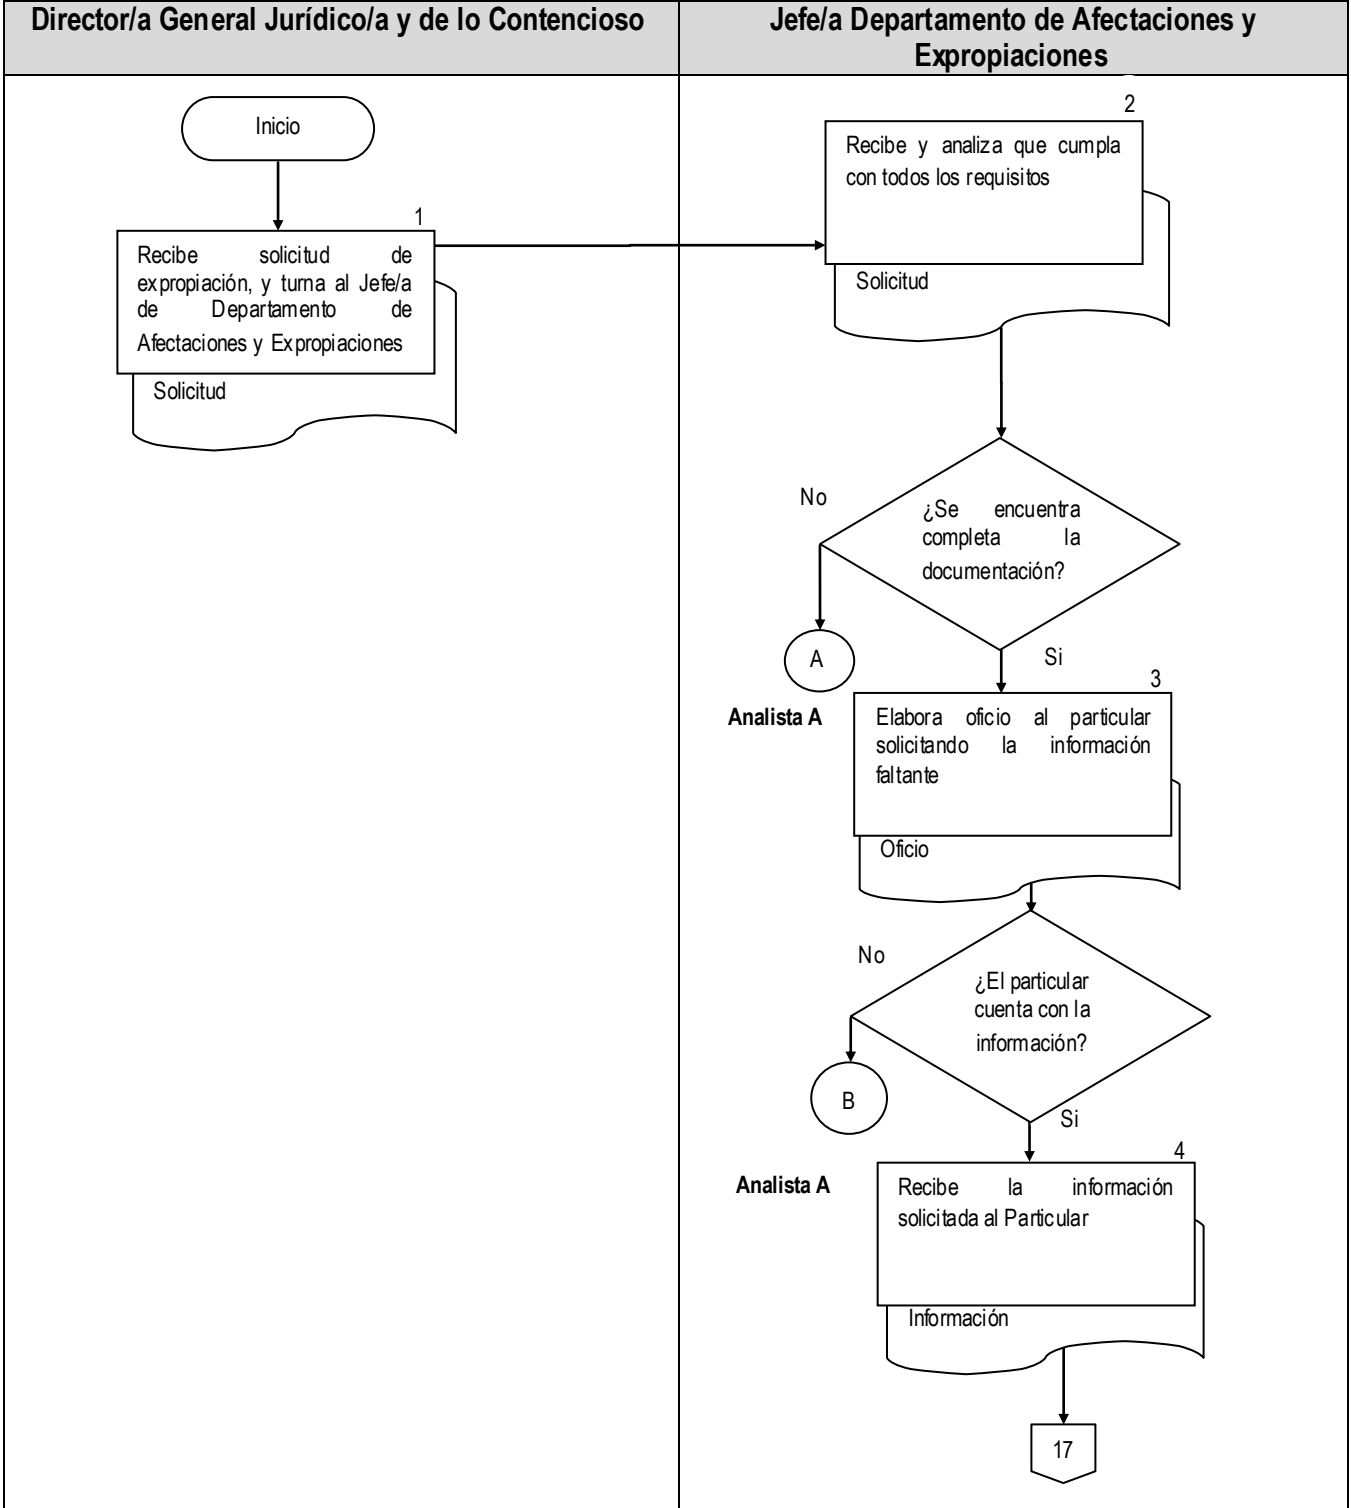 Director/a General Jurídico/a y de lo Contencioso
Jefe/a Departamento de Afectaciones y
Expropiaciones
Inicio
1
Recibe solicitud de
expropiación, y turna al Jefe/a
de Departamento de
Afectaciones y Expropiaciones
Solicitud
2
Recibe y analiza que cumpla
con todos los requisitos
Solicitud
No
¿Se encuentra
completa la
documentación?
A
Si
3
Analista A
Elabora oficio al particular
solicitando la información
faltante
Oficio
No
¿El particular
cuenta con la
información?
B
Si
4
Analista A
Recibe la información
solicitada al Particular
Información
17